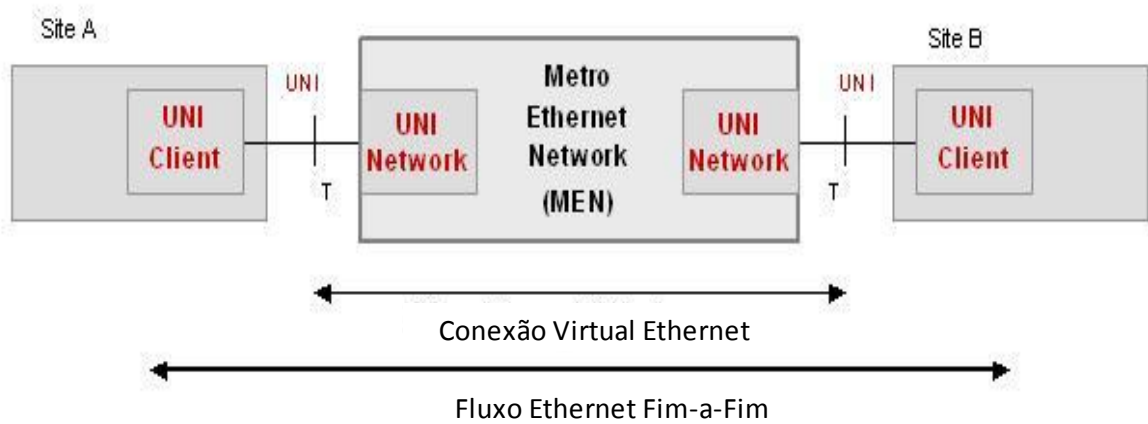 Site A
Site B
UNI
UNI
Metro
Ethernet
Network
(MEN)
UNI
Client
UNI
Network
UNI
Network
UNI
Client
T
T
Conexão Virtual Ethernet
Fluxo Ethernet Fim-a-Fim